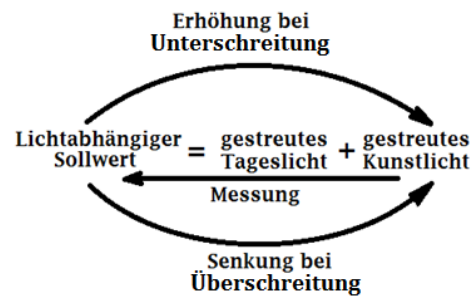 Erhöhung bei
Unterschreitung
Lichtabhängiger = gestreutes + gestreutes
Sollwert Tageslicht Kunstlicht
Messung
Senkung bei
Überschreitung